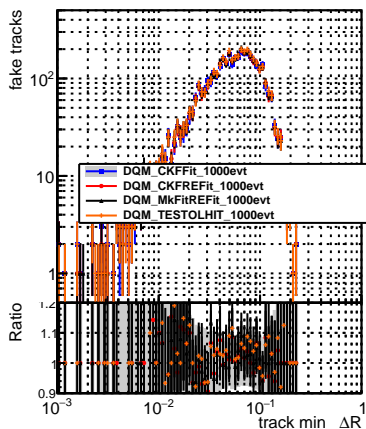 fake tracks
10²
10
1
DQM_CKFFit_1000evt
DQM_CKFREFit_1000evt
DQM_MkFitREFit_1000evt
DQM_TESTOLHIT_1000evt
Ratio
1.2
1.1
1
0.9
10⁻³ 10⁻² 10⁻¹ 1
track min ΔR